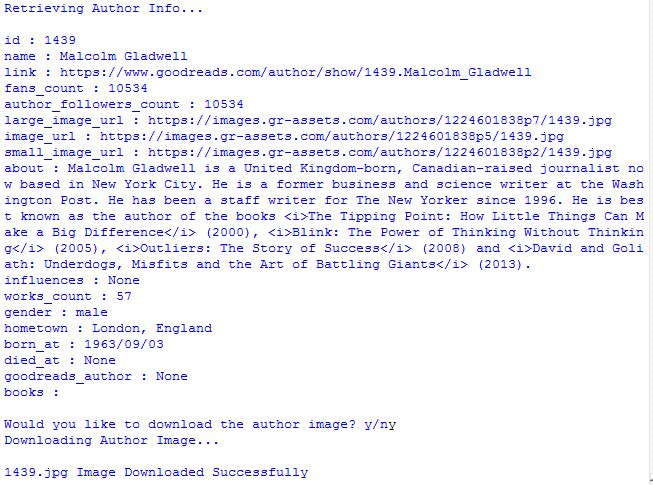 Retrieving Author Info...
id : 1439
name : Malcolm Gladwell
link : https://www.goodreads.com/author/show/1439.Malcolm_Gladwell
fans_count : 10534
author_followers_count : 10534
large_image_url : https://images.gr-assets.com/authors/1224601838p7/1439.jpg
image_url : https://images.gr-assets.com/authors/1224601838p5/1439.jpg
small_image_url : https://images.gr-assets.com/authors/1224601838p2/1439.jpg
about : Malcolm Gladwell is a United Kingdom-born, Canadian-raised journalist no
w based in New York City. He is a former business and science writer at the Wash
ington Post. He has been a staff writer for The New Yorker since 1996. He is bes
t known as the author of the books <i>The Tipping Point: How Little Things Can M
ake a Big Difference</i> (2000), <i>Blink: The Power of Thinking Without Thinkin
g</i> (2005), <i>Outliers: The Story of Success</i> (2008) and <i>David and Goli
ath: Underdogs, Misfits and the Art of Battling Giants</i> (2013).
influences : None
works_count : 57
gender : male
hometown : London, England
born_at : 1963/09/03
died_at : None
goodreads_author : None
books :
Would you like to download the author image? y/ny
Downloading Author Image...
1439.jpg Image Downloaded Successfully